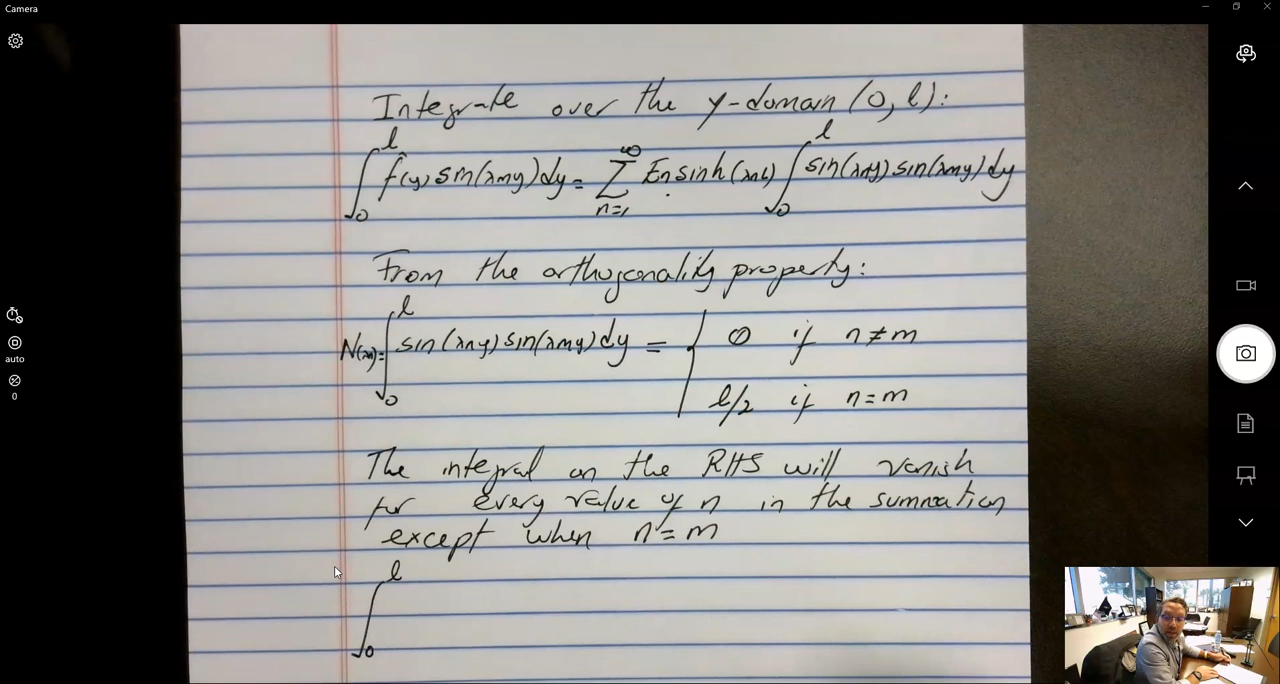 Camera
Integrate over the y-domain (0, l):
∫₀ˡ f̂(y) sin(λmy) dy = ∑ₙ₌₁^∞ En sinh(λnL) ∫₀ˡ sin(λny) sin(λmy) dy
From the orthogonality property:
N(λn) = ∫₀ˡ sin(λny) sin(λmy) dy = { 0 if n ≠ m
l/2 if n = m
The integral on the RHS will vanish
for every value of n in the summation
except when n = m
∫₀ˡ
auto
0